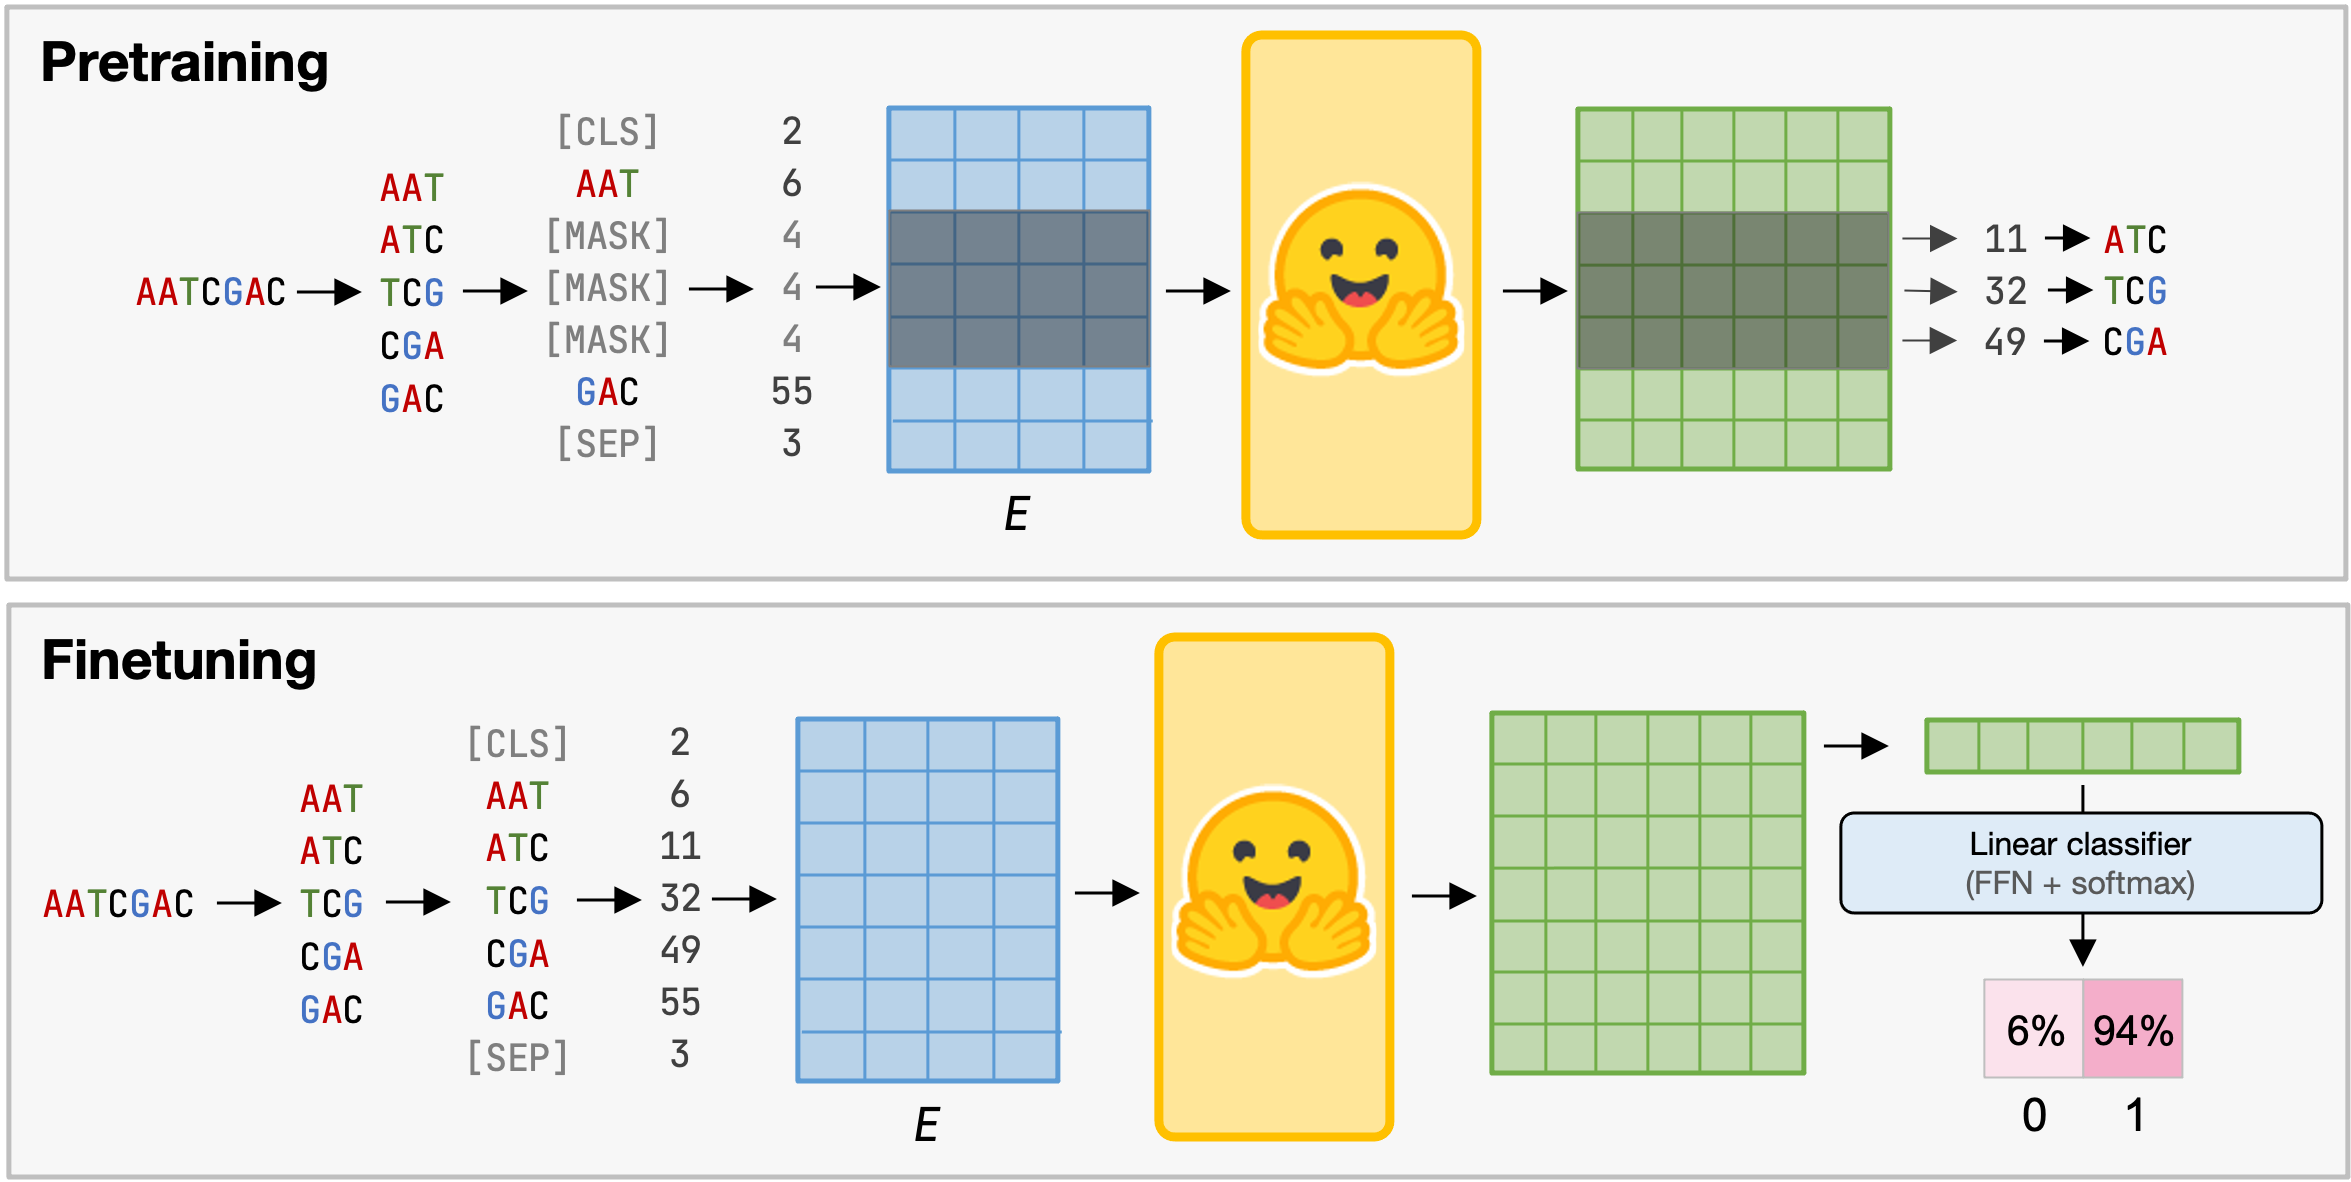 Pretraining
AATCGAC
AAT
ATC
TCG
CGA
GAC
[CLS]
AAT
[MASK]
[MASK]
[MASK]
GAC
[SEP]
2
6
4
4
4
55
3
E
11 ATC
32 TCG
49 CGA
Finetuning
AATCGAC
AAT
ATC
TCG
CGA
GAC
[CLS]
AAT
ATC
TCG
CGA
GAC
[SEP]
2
6
11
32
49
55
3
E
Linear classifier
(FFN + softmax)
6% 94%
0 1